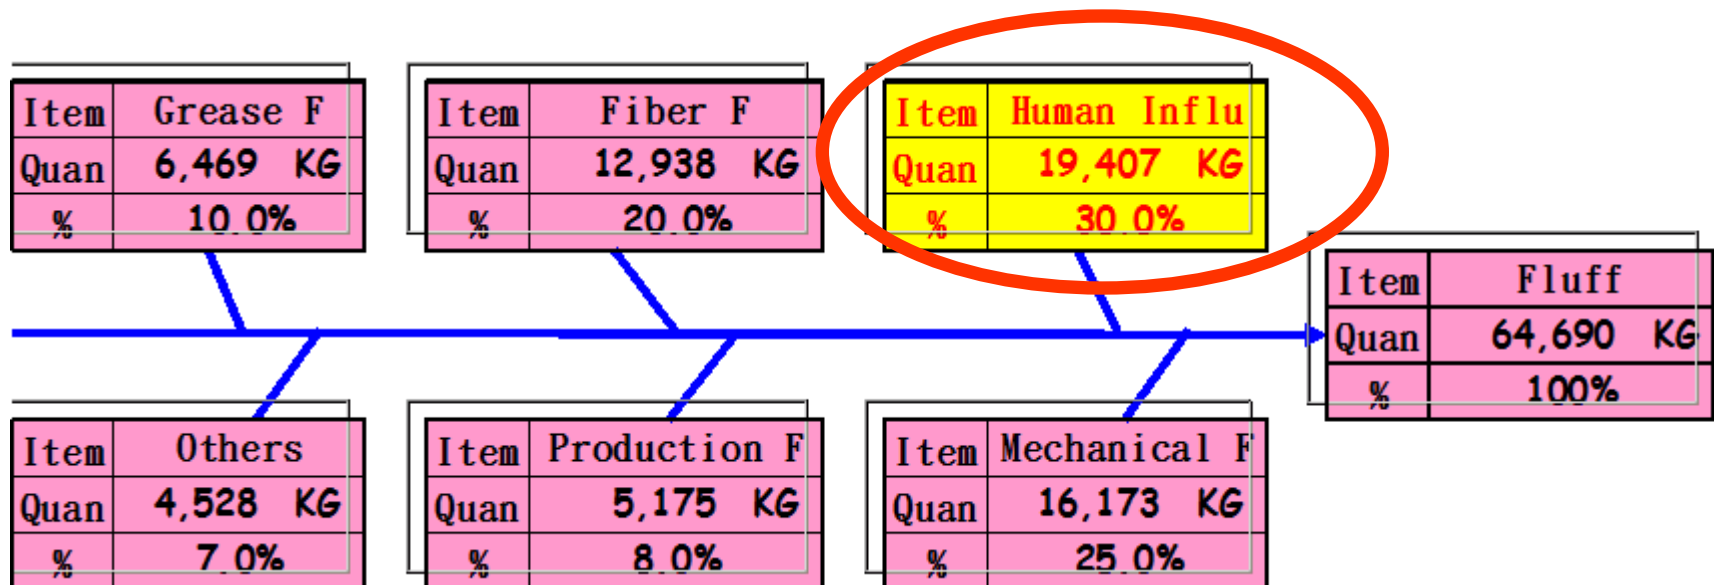 Item Grease F
Quan 6,469 KG
% 10.0%
Item Fiber F
Quan 12,938 KG
% 20.0%
Item Human Influ
Quan 19,407 KG
% 30.0%
Item Fluff
Quan 64,690 KG
% 100%
Item Others
Quan 4,528 KG
% 7.0%
Item Production F
Quan 5,175 KG
% 8.0%
Item Mechanical F
Quan 16,173 KG
% 25.0%